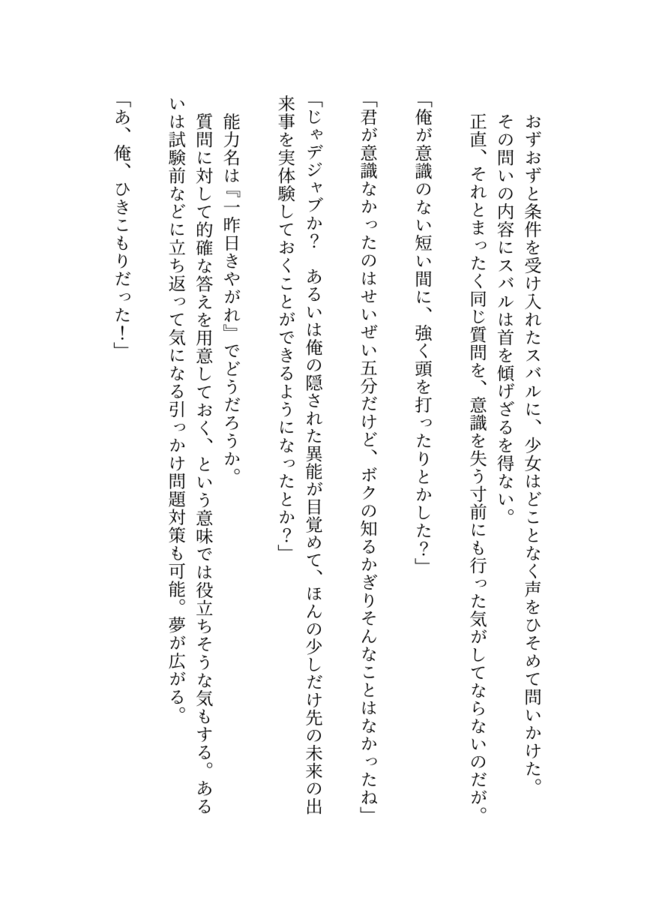 おずおずと条件を受け入れたスバルに、少女はどことなく声をひそめて問いかけた。
その問いの内容にスバルは首を傾げざるを得ない。
正直、それとまったく同じ質問を、意識を失う寸前にも行った気がしてならないのだが。
「俺が意識のない短い間に、強く頭を打ったりとかした？」
「君が意識なかったのはせいぜい五分だけど、ボクの知るかぎりそんなことはなかったね」
「じゃデジャブか？　あるいは俺の隠された異能が目覚めて、ほんの少しだけ先の未来の出
来事を実体験しておくことができるようになったとか？」
能力名は『一昨日きやがれ』でどうだろうか。
質問に対して的確な答えを用意しておく、という意味では役立ちそうな気もする。ある
いは試験前などに立ち返って気になる引っかけ問題対策も可能。夢が広がる。
「あ、俺、ひきこもりだった！」